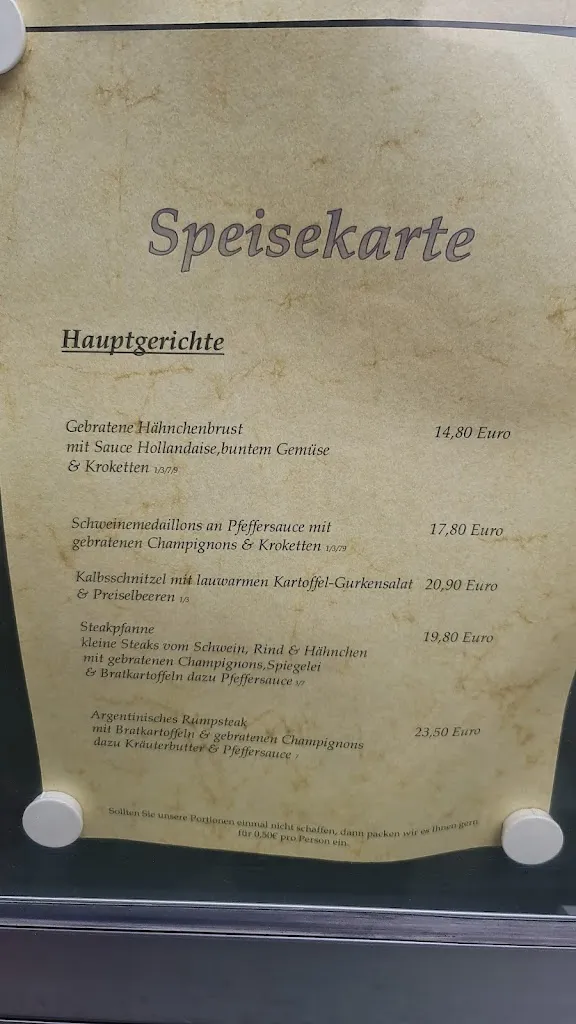 Speisekarte
Hauptgerichte
Gebratene Hähnchenbrust 14,80 Euro
mit Sauce Hollandaise,buntem Gemüse
& Kroketten 1/3/7/9
Schweinemedaillons an Pfeffersauce mit 17,80 Euro
gebratenen Champignons & Kroketten 1/3/79
Kalbsschnitzel mit lauwarmen Kartoffel-Gurkensalat 20,90 Euro
& Preiselbeeren 1/3
Steakpfanne 19,80 Euro
kleine Steaks vom Schwein, Rind & Hähnchen
mit gebratenen Champignons,Spiegelei
& Bratkartoffeln dazu Pfeffersauce 3/7
Argentinisches Rumpsteak 23,50 Euro
mit Bratkartoffeln & gebratenen Champignons
dazu Kräuterbutter & Pfeffersauce 7
Sollten Sie unsere Portionen einmal nicht schaffen, dann packen wir es Ihnen gern
für 0,50€ pro Person ein.